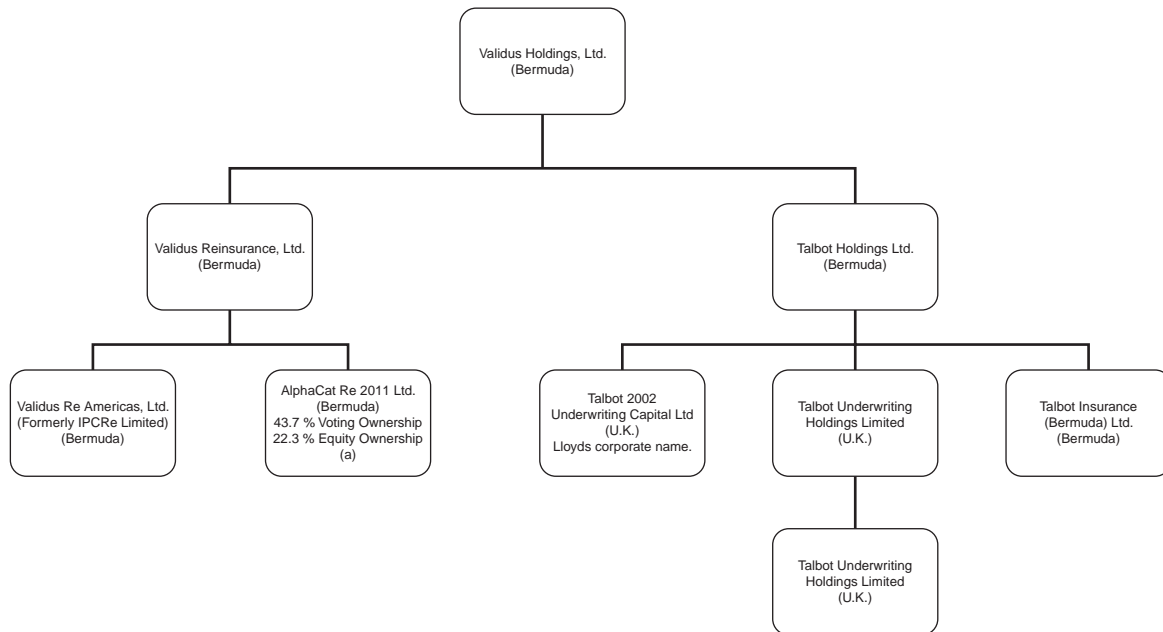 Validus Holdings, Ltd.
(Bermuda)
Validus Reinsurance, Ltd.
(Bermuda)
Talbot Holdings Ltd.
(Bermuda)
Validus Re Americas, Ltd.
(Formerly IPCRe Limited)
(Bermuda)
AlphaCat Re 2011 Ltd.
(Bermuda)
43.7 % Voting Ownership
22.3 % Equity Ownership
(a)
Talbot 2002
Underwriting Capital Ltd
(U.K.)
Lloyds corporate name.
Talbot Underwriting
Holdings Limited
(U.K.)
Talbot Insurance
(Bermuda) Ltd.
(Bermuda)
Talbot Underwriting
Holdings Limited
(U.K.)